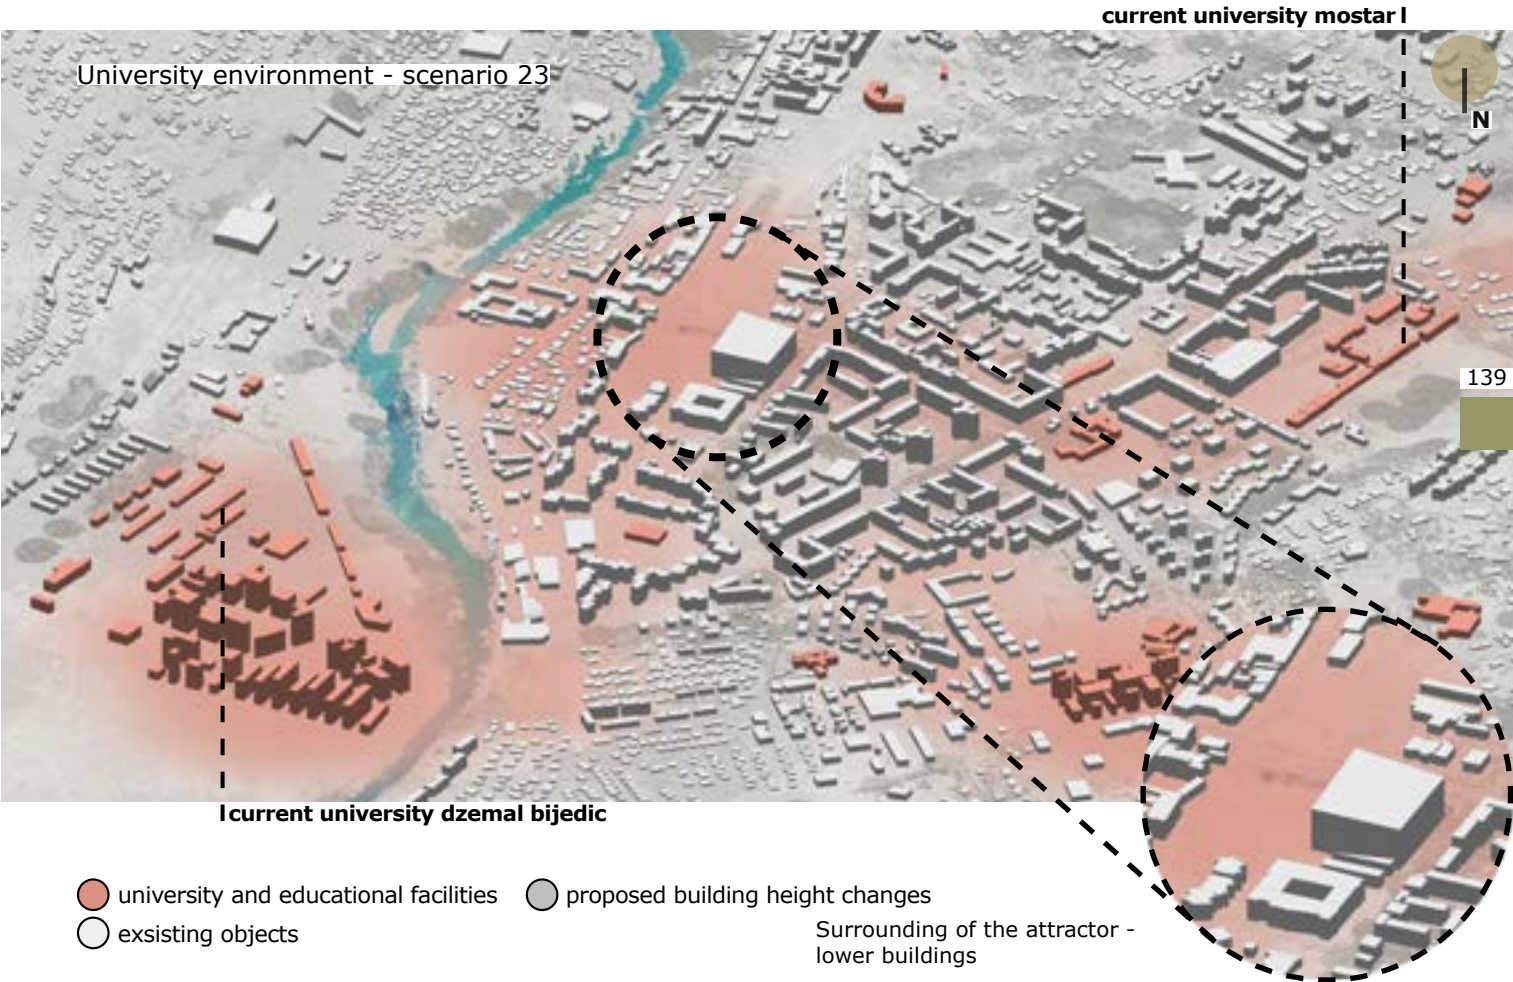 current university mostar
University environment - scenario 23
N
139
current university dzemal bijedic
university and educational facilities
proposed building height changes
exsisting objects
Surrounding of the attractor -
lower buildings